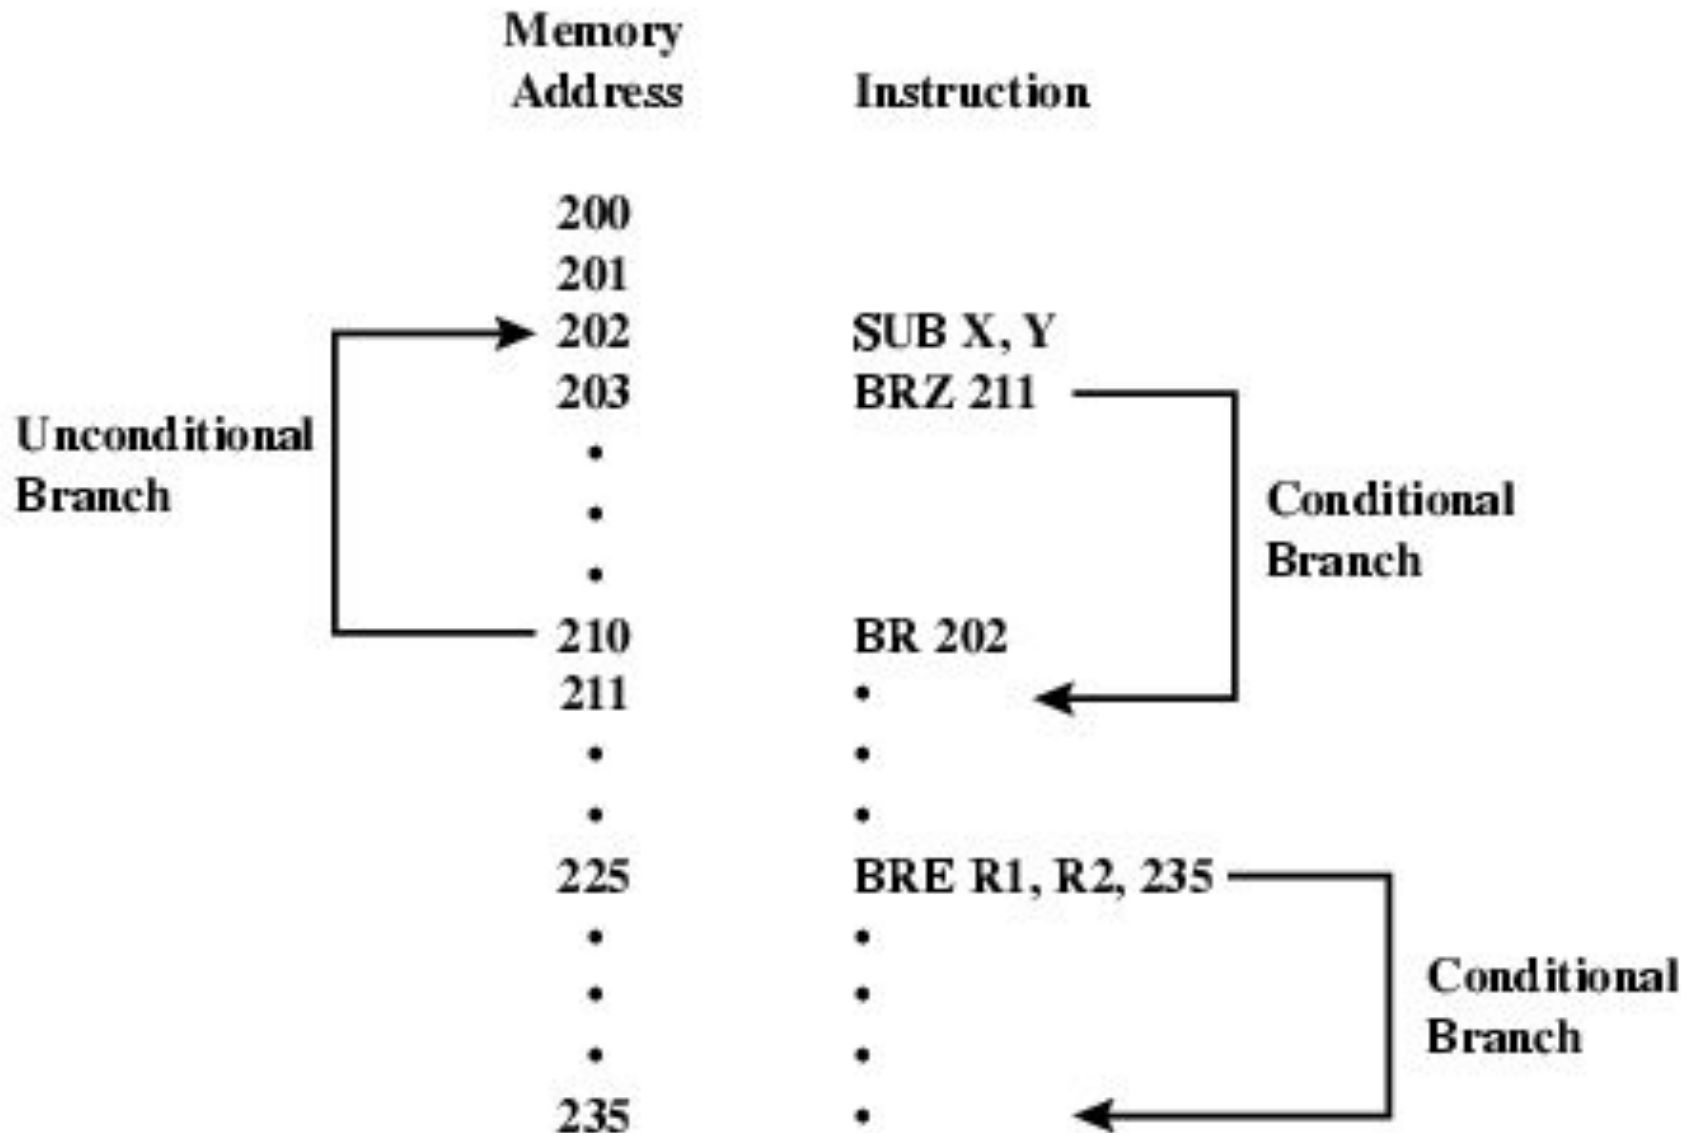 Memory
Address Instruction
200
201
202 SUB X, Y
203 BRZ 211
Unconditional
Branch
•
•
•
Conditional
Branch
210 BR 202
211 •
• •
• •
225 BRE R1, R2, 235
• •
• •
• •
Conditional
Branch
235 •